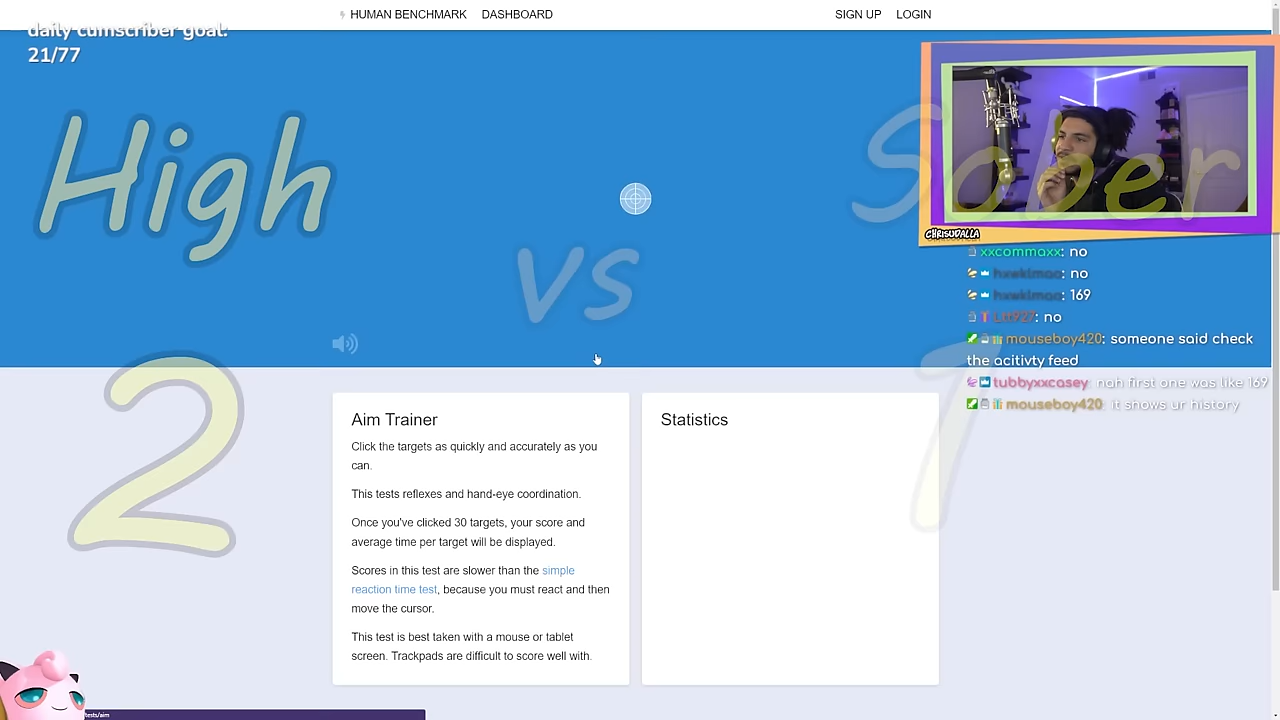 HUMAN BENCHMARK
DASHBOARD
SIGN UP
LOGIN
daily cumscriber goal:
21/77
High
vs
Sober
2
1
CHRISUDALLA
xxcommaxx: no
hxwklmao: no
hxwklmao: 169
Ltt927: no
mouseboy420: someone said check
the acitivty feed
tubbyxxcasey: nah first one was like 169
mouseboy420: it shows ur history
Aim Trainer
Click the targets as quickly and accurately as you
can.
This tests reflexes and hand-eye coordination.
Once you've clicked 30 targets, your score and
average time per target will be displayed.
Scores in this test are slower than the simple
reaction time test, because you must react and then
move the cursor.
This test is best taken with a mouse or tablet
screen. Trackpads are difficult to score well with.
Statistics
tests/aim